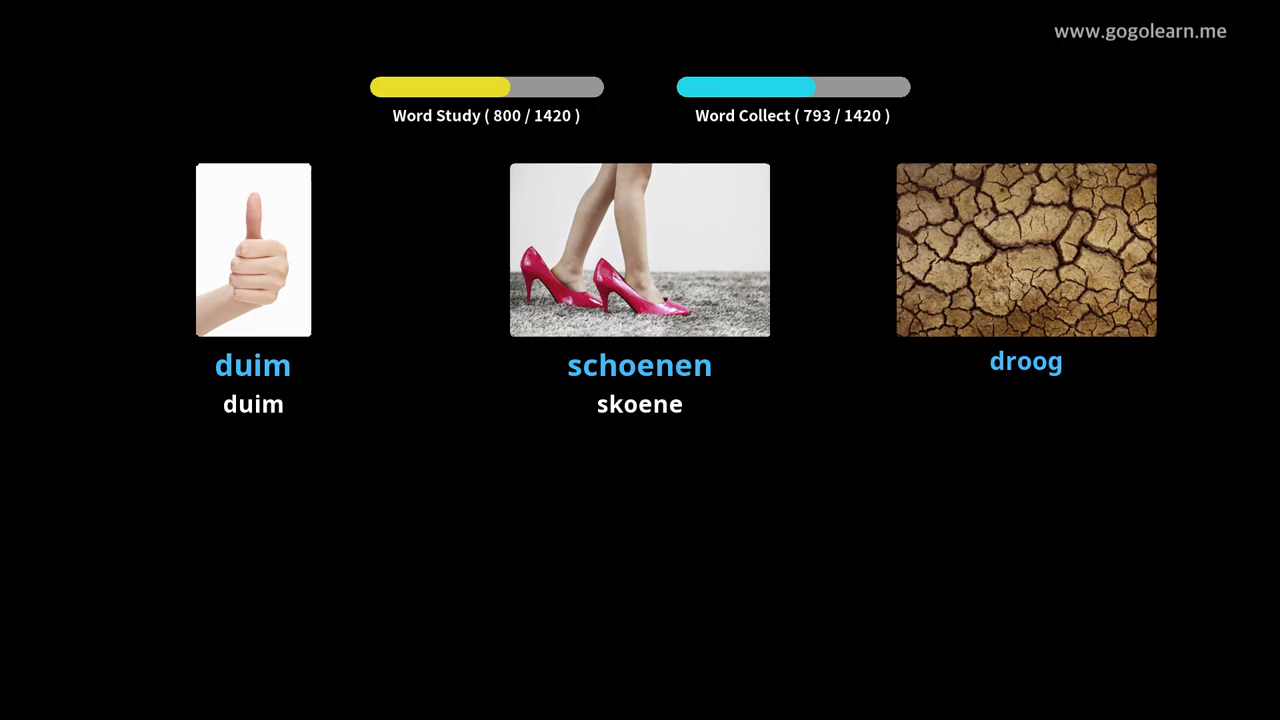 www.gogolearn.me
Word Study ( 800 / 1420 )
Word Collect ( 793 / 1420 )
duim
duim
schoenen
skoene
droog